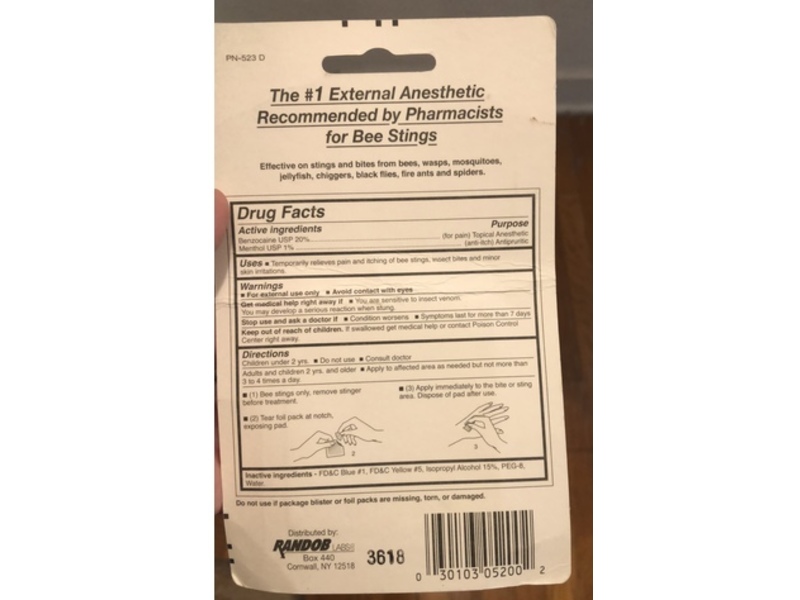 PN-523 D
The #1 External Anesthetic
Recommended by Pharmacists
for Bee Stings
Effective on stings and bites from bees, wasps, mosquitoes,
jellyfish, chiggers, black flies, fire ants and spiders.
Drug Facts
Active ingredients Purpose
Benzocaine USP 20% (for pain) Topical Anesthetic
Menthol USP 1% (anti-itch) Antipruritic
Uses ■ Temporarily relieves pain and itching of bee stings, insect bites and minor
skin irritations.
Warnings
■ For external use only ■ Avoid contact with eyes
Get medical help right away if ■ You are sensitive to insect venom.
You may develop a serious reaction when stung.
Stop use and ask a doctor if ■ Condition worsens ■ Symptoms last for more than 7 days
Keep out of reach of children. If swallowed get medical help or contact Poison Control
Center right away.
Directions
Children under 2 yrs. ■ Do not use ■ Consult doctor
Adults and children 2 yrs. and older ■ Apply to affected area as needed but not more than
3 to 4 times a day.
■ (1) Bee stings only, remove stinger
before treatment.
■ (2) Tear foil pack at notch,
exposing pad.
2
■ (3) Apply immediately to the bite or sting
area. Dispose of pad after use.
3
Inactive ingredients - FD&C Blue #1, FD&C Yellow #5, Isopropyl Alcohol 15%, PEG-8,
Water.
Do not use if package blister or foil packs are missing, torn, or damaged.
Distributed by:
RANDOB LABS®
Box 440
Cornwall, NY 12518
3618
0 30103 05200 2